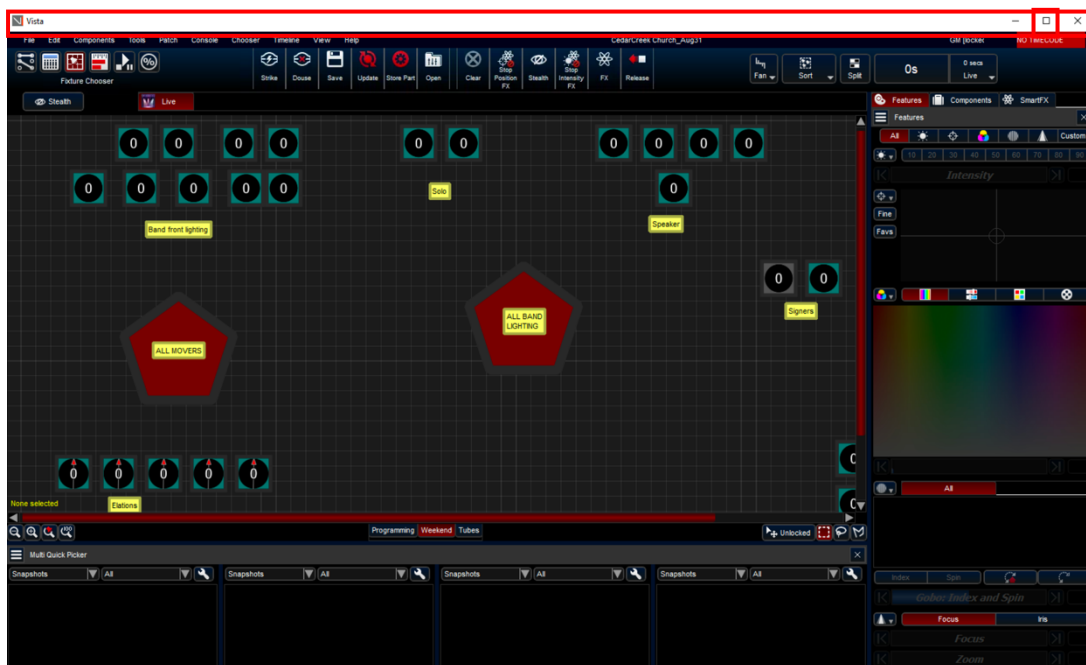 Vista
File Edit Components Tools Patch Console Chooser Timeline View Help CedarCreek Church_Aug31 GM [locked NO TIMECODE
Fixture Chooser
Strike Douse Save Update Store Part Open Clear Stop Position FX Stealth Stop Intensity FX FX Release
Fan Sort Split 0s 0 secs Live
Stealth Live
Features Components SmartFX
Features
All Custom
10 20 30 40 50 60 70 80 90
Intensity
0 0 0 0 0 0 0 0 0 0
0 0 0 0 0 0
Solo
Fine
Favs
Band front lighting
Speaker
0 0
Signers
ALL BAND
LIGHTING
ALL MOVERS
0 0 0 0 0
None selected
Elations
All
Programming Weekend Tubes Unlocked
Multi Quick Picker
Snapshots All Snapshots All Snapshots All Snapshots All
Index Spin
Gobo: Index and Spin
Focus Iris
Focus
Zoom